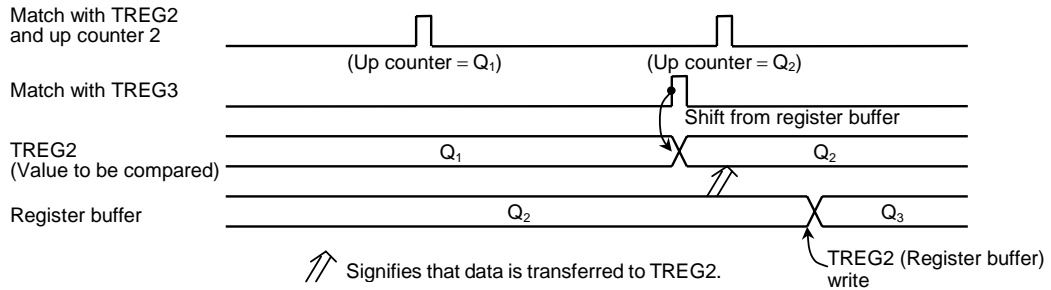 Match with TREG2
and up counter 2
(Up counter = Q₁)
(Up counter = Q₂)
Match with TREG3
Shift from register buffer
TREG2
(Value to be compared)
Q₁
Q₂
Register buffer
Q₂
Q₃
Signifies that data is transferred to TREG2.
TREG2 (Register buffer)
write